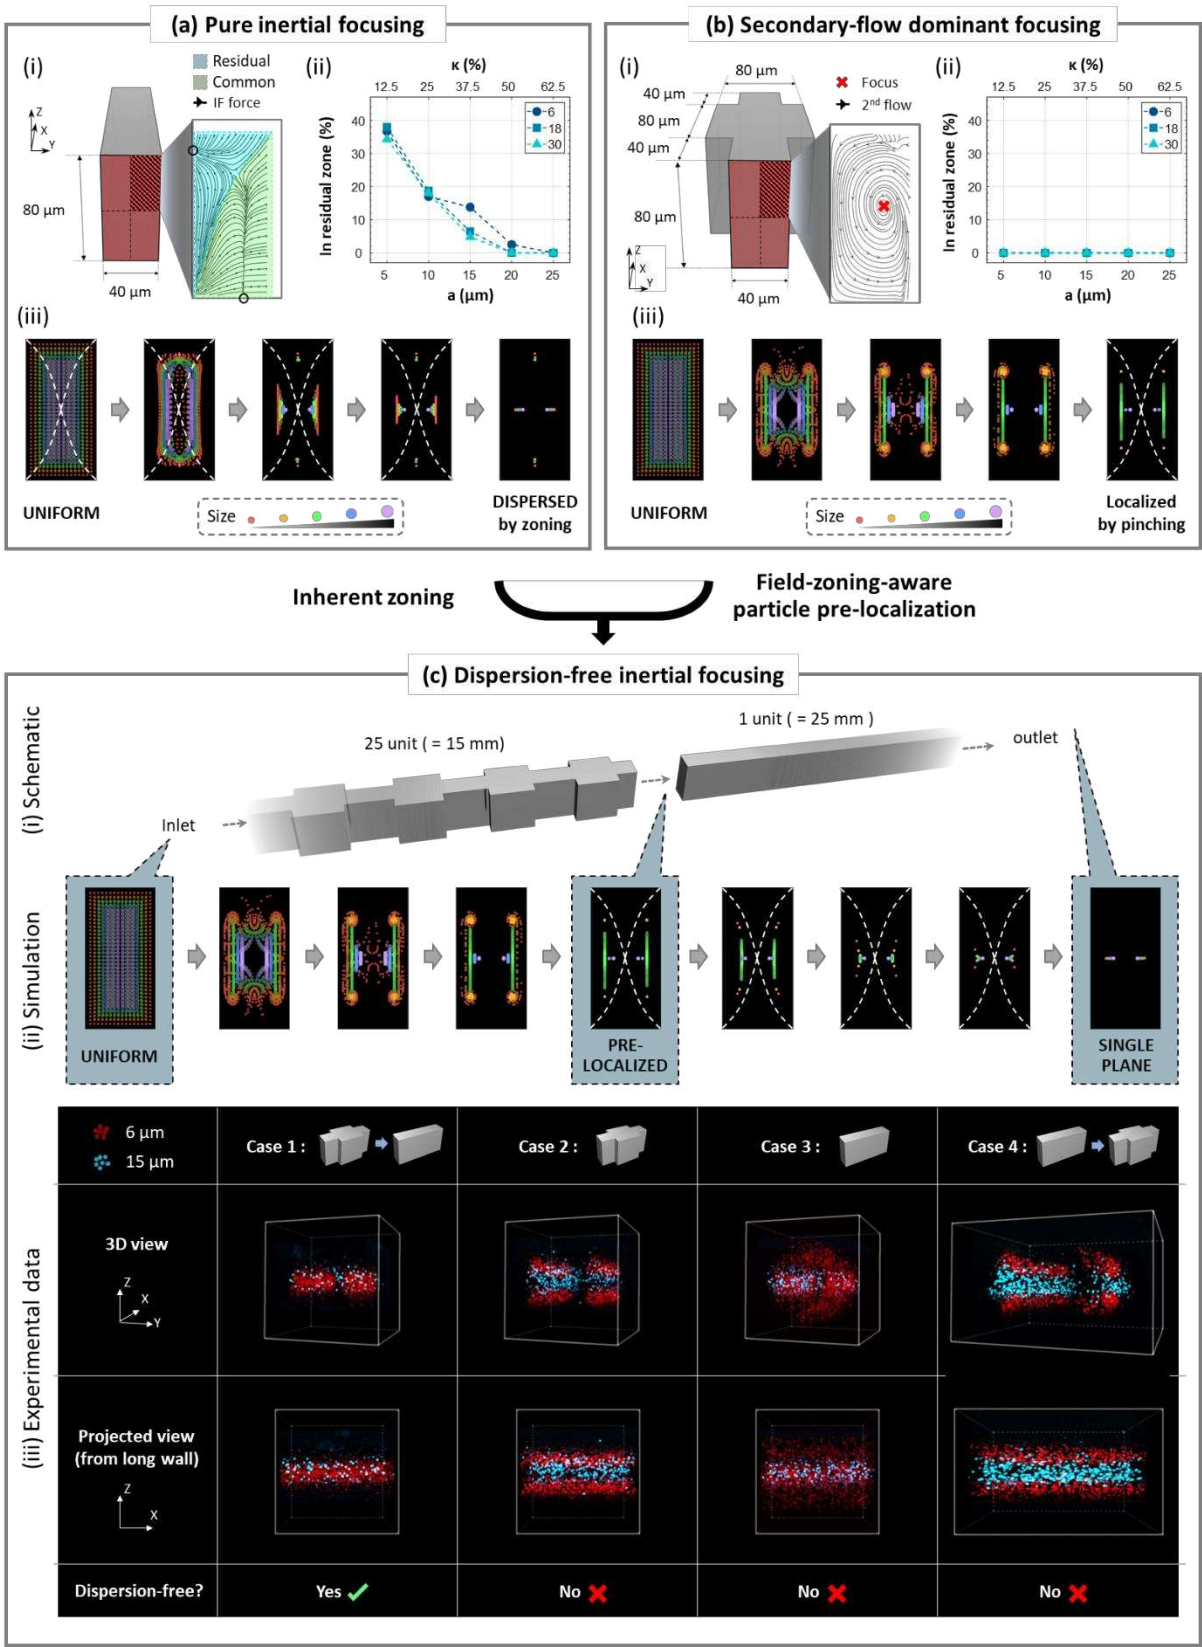 (a) Pure inertial focusing
(i)
Residual
Common
IF force
Z
X
Y
80 μm
40 μm
(ii)
κ (%)
12.5 25 37.5 50 62.5
In residual zone (%)
40
30
20
10
0
6
18
30
5 10 15 20 25
a (μm)
(iii)
UNIFORM
Size
DISPERSED
by zoning
(b) Secondary-flow dominant focusing
(i)
80 μm
40 μm
80 μm
40 μm
Focus
2nd flow
80 μm
Z
X
Y
40 μm
(ii)
κ (%)
12.5 25 37.5 50 62.5
In residual zone (%)
40
30
20
10
0
6
18
30
5 10 15 20 25
a (μm)
(iii)
UNIFORM
Size
Localized
by pinching
Inherent zoning
Field-zoning-aware
particle pre-localization
(c) Dispersion-free inertial focusing
(i) Schematic
Inlet
25 unit ( = 15 mm)
1 unit ( = 25 mm )
outlet
(ii) Simulation
UNIFORM
PRE-
LOCALIZED
SINGLE
PLANE
(iii) Experimental data
6 μm
15 μm
Case 1 :
Case 2 :
Case 3 :
Case 4 :
3D view
Z
X
Y
Projected view
(from long wall)
Z
X
Dispersion-free?
Yes
No
No
No